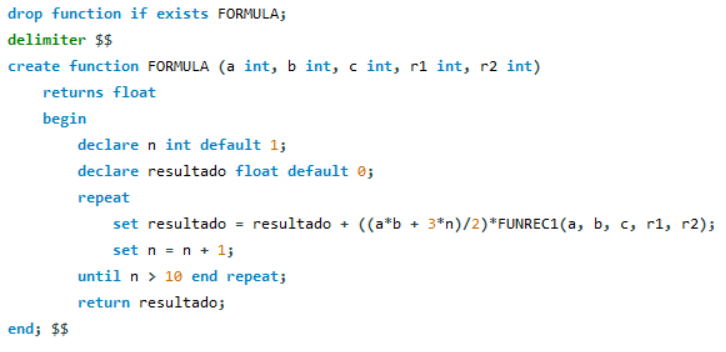 drop function if exists FORMULA;
delimiter $$
create function FORMULA (a int, b int, c int, r1 int, r2 int)
    returns float
    begin
        declare n int default 1;
        declare resultado float default 0;
        repeat
            set resultado = resultado + ((a*b + 3*n)/2)*FUNREC1(a, b, c, r1, r2);
            set n = n + 1;
        until n > 10 end repeat;
        return resultado;
end; $$